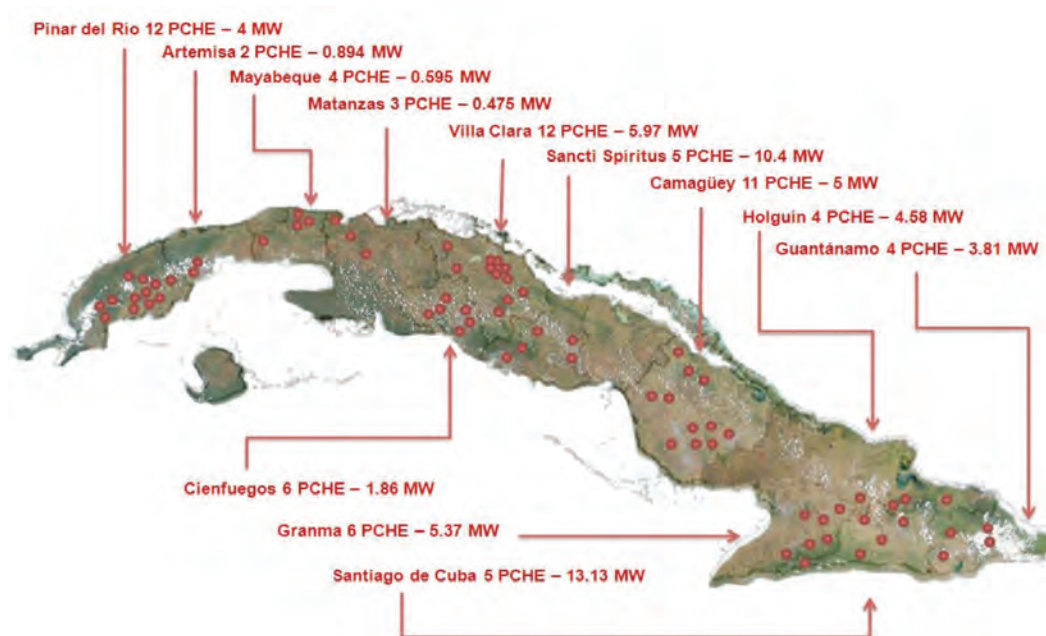 Pinar del Rio 12 PCHE – 4 MW
Artemisa 2 PCHE – 0.894 MW
Mayabeque 4 PCHE – 0.595 MW
Matanzas 3 PCHE – 0.475 MW
Villa Clara 12 PCHE – 5.97 MW
Sancti Spiritus 5 PCHE – 10.4 MW
Camagüey 11 PCHE – 5 MW
Holguin 4 PCHE – 4.58 MW
Guantánamo 4 PCHE – 3.81 MW
Cienfuegos 6 PCHE – 1.86 MW
Granma 6 PCHE – 5.37 MW
Santiago de Cuba 5 PCHE – 13.13 MW